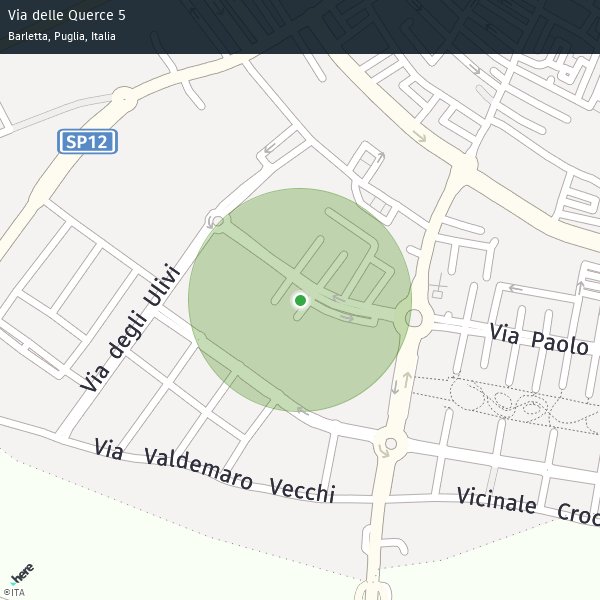 Via delle Querce 5
Barletta, Puglia, Italia
SP12
Via degli Ulivi
Via Paolo
Via Valdemaro Vecchi
Vicinale Croc
here
©ITA